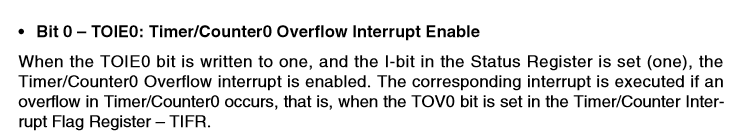 • Bit 0 – TOIE0: Timer/Counter0 Overflow Interrupt Enable
When the TOIE0 bit is written to one, and the I-bit in the Status Register is set (one), the
Timer/Counter0 Overflow interrupt is enabled. The corresponding interrupt is executed if an
overflow in Timer/Counter0 occurs, that is, when the TOV0 bit is set in the Timer/Counter Inter-
rupt Flag Register – TIFR.